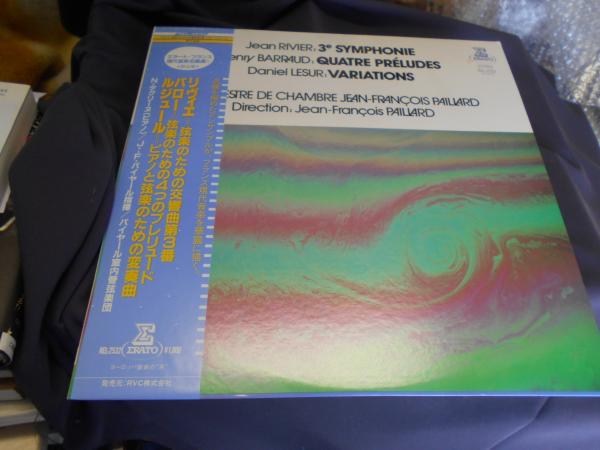 Jean RIVIER: 3e SYMPHONIE
enry BARRAUD: QUATRE PRÉLUDES
Daniel LESUR: VARIATIONS
STRE DE CHAMBRE JEAN-FRANÇOIS PAILLARD
Direction: Jean-François PAILLARD
ERATO
リヴィエ 弦楽のための交響曲第3番
バロー 弦楽のための4つのプレリュード
ルジュール ピアノと弦楽のための変奏曲
J=F・パイヤール指揮/パイヤール室内管弦楽団
ERATO
発売元:RVC株式会社